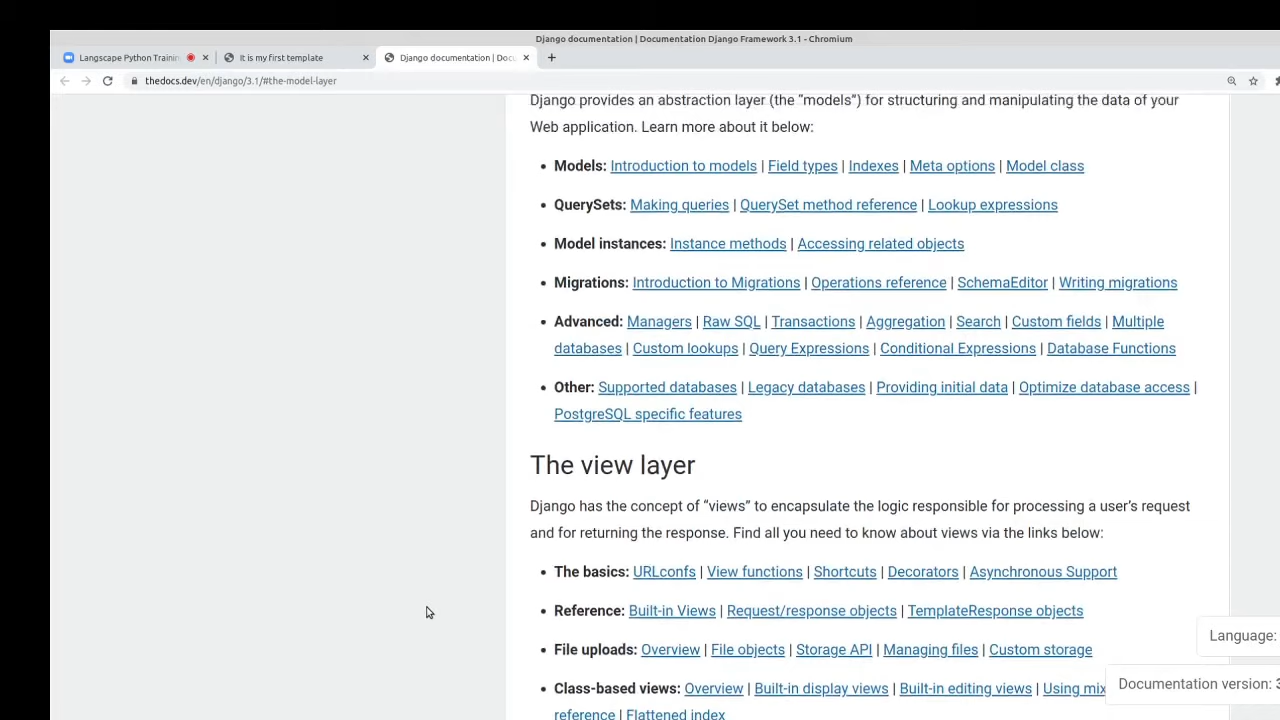 Django documentation | Documentation Django Framework 3.1 - Chromium
Langscape Python Trainin
It is my first template
Django documentation | Docu
thedocs.dev/en/django/3.1/#the-model-layer
Django provides an abstraction layer (the “models”) for structuring and manipulating the data of your
Web application. Learn more about it below:
• Models: Introduction to models | Field types | Indexes | Meta options | Model class
• QuerySets: Making queries | QuerySet method reference | Lookup expressions
• Model instances: Instance methods | Accessing related objects
• Migrations: Introduction to Migrations | Operations reference | SchemaEditor | Writing migrations
• Advanced: Managers | Raw SQL | Transactions | Aggregation | Search | Custom fields | Multiple
databases | Custom lookups | Query Expressions | Conditional Expressions | Database Functions
• Other: Supported databases | Legacy databases | Providing initial data | Optimize database access |
PostgreSQL specific features
The view layer
Django has the concept of “views” to encapsulate the logic responsible for processing a user’s request
and for returning the response. Find all you need to know about views via the links below:
• The basics: URLconfs | View functions | Shortcuts | Decorators | Asynchronous Support
• Reference: Built-in Views | Request/response objects | TemplateResponse objects
Language:
• File uploads: Overview | File objects | Storage API | Managing files | Custom storage
• Class-based views: Overview | Built-in display views | Built-in editing views | Using mix
Documentation version: 3
reference | Flattened index